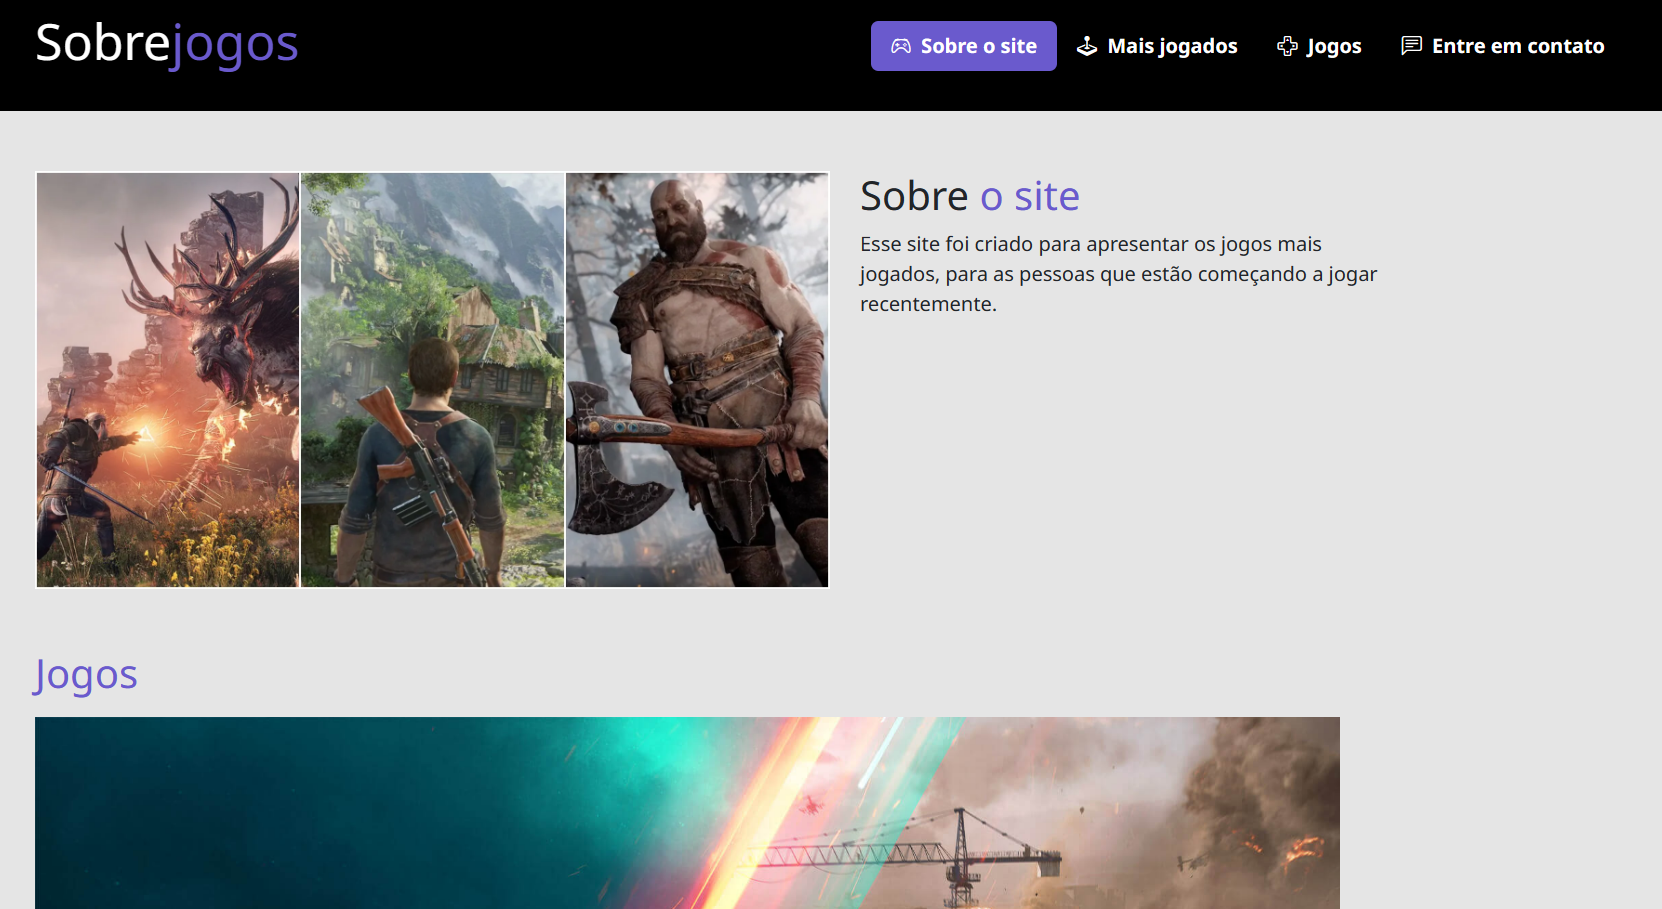 Sobrejogos
Sobre o site
Mais jogados
Jogos
Entre em contato
Sobre o site
Esse site foi criado para apresentar os jogos mais
jogados, para as pessoas que estão começando a jogar
recentemente.
Jogos